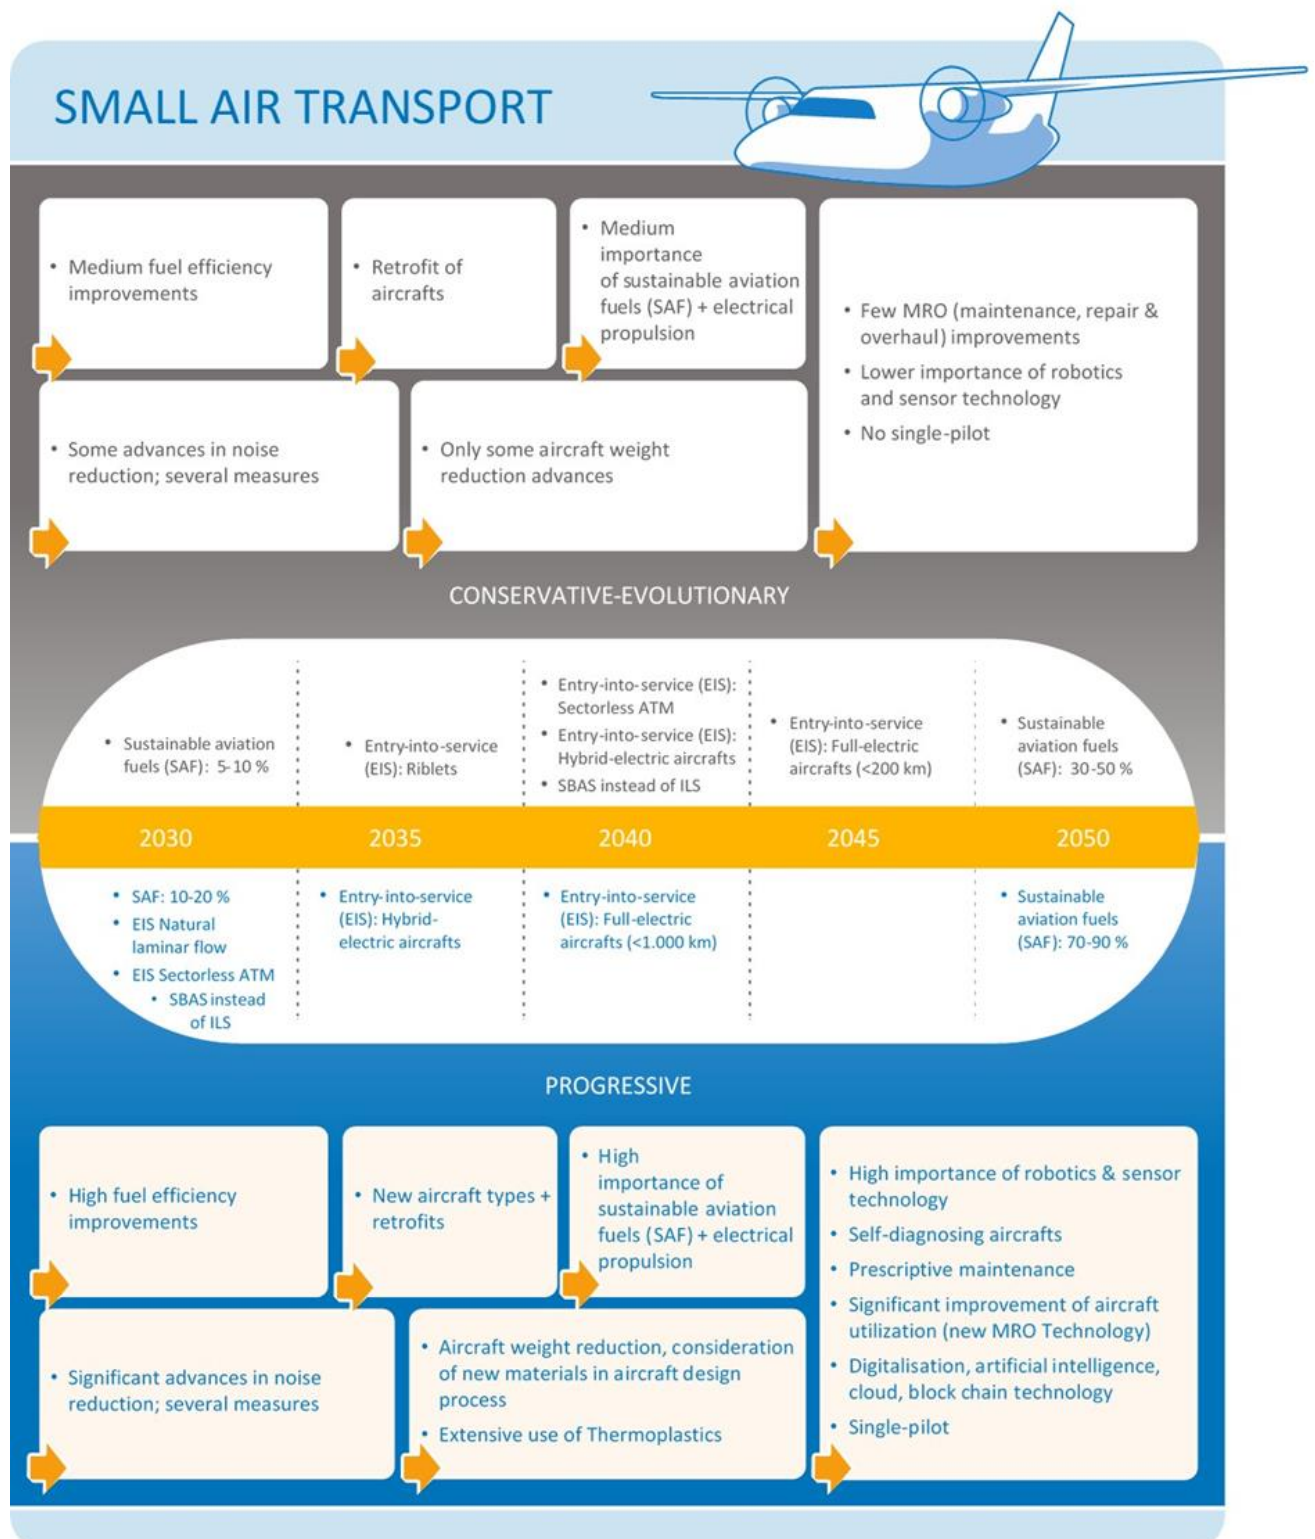 SMALL AIR TRANSPORT
• Medium fuel efficiency
improvements
• Retrofit of
aircrafts
• Medium
importance
of sustainable aviation
fuels (SAF) + electrical
propulsion
• Few MRO (maintenance, repair &
overhaul) improvements
• Lower importance of robotics
and sensor technology
• No single-pilot
• Some advances in noise
reduction; several measures
• Only some aircraft weight
reduction advances
CONSERVATIVE-EVOLUTIONARY
• Sustainable aviation
fuels (SAF): 5-10 %
• Entry-into-service
(EIS): Riblets
• Entry-into-service (EIS):
Sectorless ATM
• Entry-into-service (EIS):
Hybrid-electric aircrafts
• SBAS instead of ILS
• Entry-into-service
(EIS): Full-electric
aircrafts (<200 km)
• Sustainable
aviation fuels
(SAF): 30-50 %
2030
2035
2040
2045
2050
• SAF: 10-20 %
• EIS Natural
laminar flow
• EIS Sectorless ATM
• SBAS instead
of ILS
• Entry-into-service
(EIS): Hybrid-
electric aircrafts
• Entry-into-service
(EIS): Full-electric
aircrafts (<1.000 km)
• Sustainable
aviation fuels
(SAF): 70-90 %
PROGRESSIVE
• High fuel efficiency
improvements
• New aircraft types +
retrofits
• High
importance of
sustainable aviation
fuels (SAF) + electrical
propulsion
• High importance of robotics & sensor
technology
• Self-diagnosing aircrafts
• Prescriptive maintenance
• Significant improvement of aircraft
utilization (new MRO Technology)
• Digitalisation, artificial intelligence,
cloud, block chain technology
• Single-pilot
• Significant advances in noise
reduction; several measures
• Aircraft weight reduction, consideration
of new materials in aircraft design
process
• Extensive use of Thermoplastics